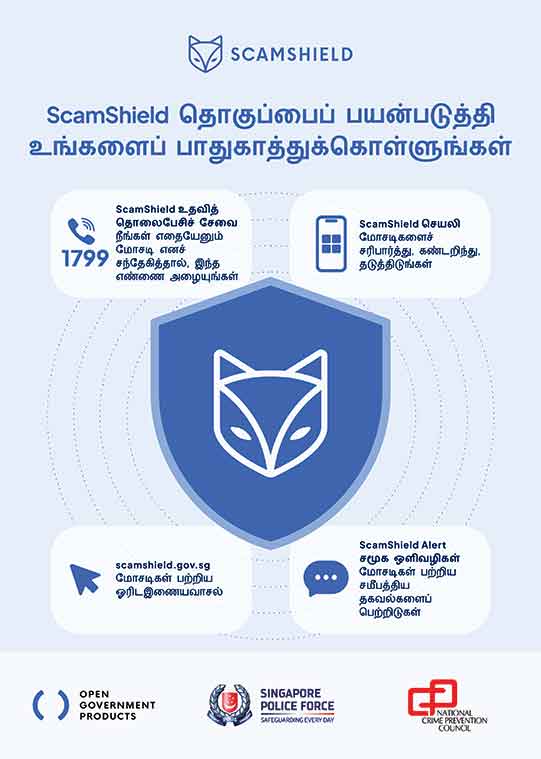 SCAMSHIELD
ScamShield தொகுப்பைப் பயன்படுத்தி
உங்களைப் பாதுகாத்துக்கொள்ளுங்கள்
1799
ScamShield உதவித்
தொலைபேசிச் சேவை
நீங்கள் எதையேனும்
மோசடி எனச்
சந்தேகித்தால், இந்த
எண்ணை அழையுங்கள்
ScamShield செயலி
மோசடிகளைச்
சரிபார்த்து, கண்டறிந்து,
தடுத்திடுங்கள்
scamshield.gov.sg
மோசடிகள் பற்றிய
ஓரிடஇணையவாசல்
ScamShield Alert
சமூக ஒளிவழிகள்
மோசடிகள் பற்றிய
சமீபத்திய
தகவல்களைப்
பெற்றிடுகள்
OPEN
GOVERNMENT
PRODUCTS
SINGAPORE
POLICE FORCE
SAFEGUARDING EVERY DAY
NATIONAL
CRIME PREVENTION
COUNCIL